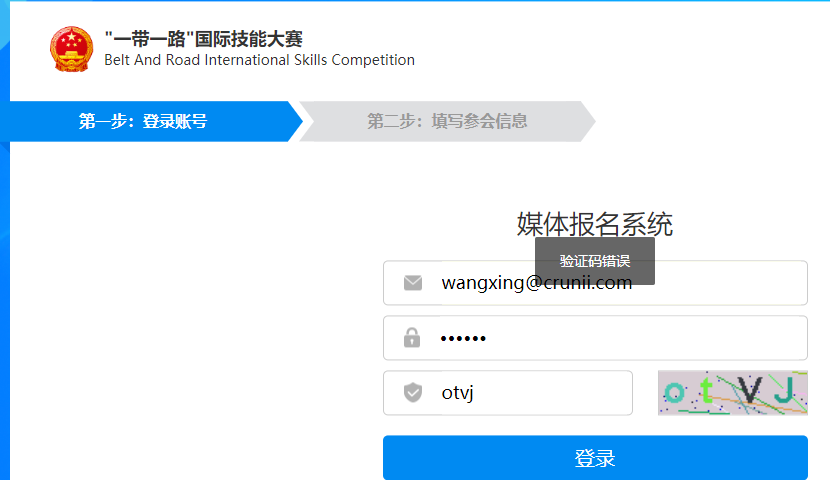 "一带一路"国际技能大赛
Belt And Road International Skills Competition
第一步：登录账号
第二步：填写参会信息
媒体报名系统
验证码错误
wangxing@crunii.com
••••••
otvj
otVJ
登录